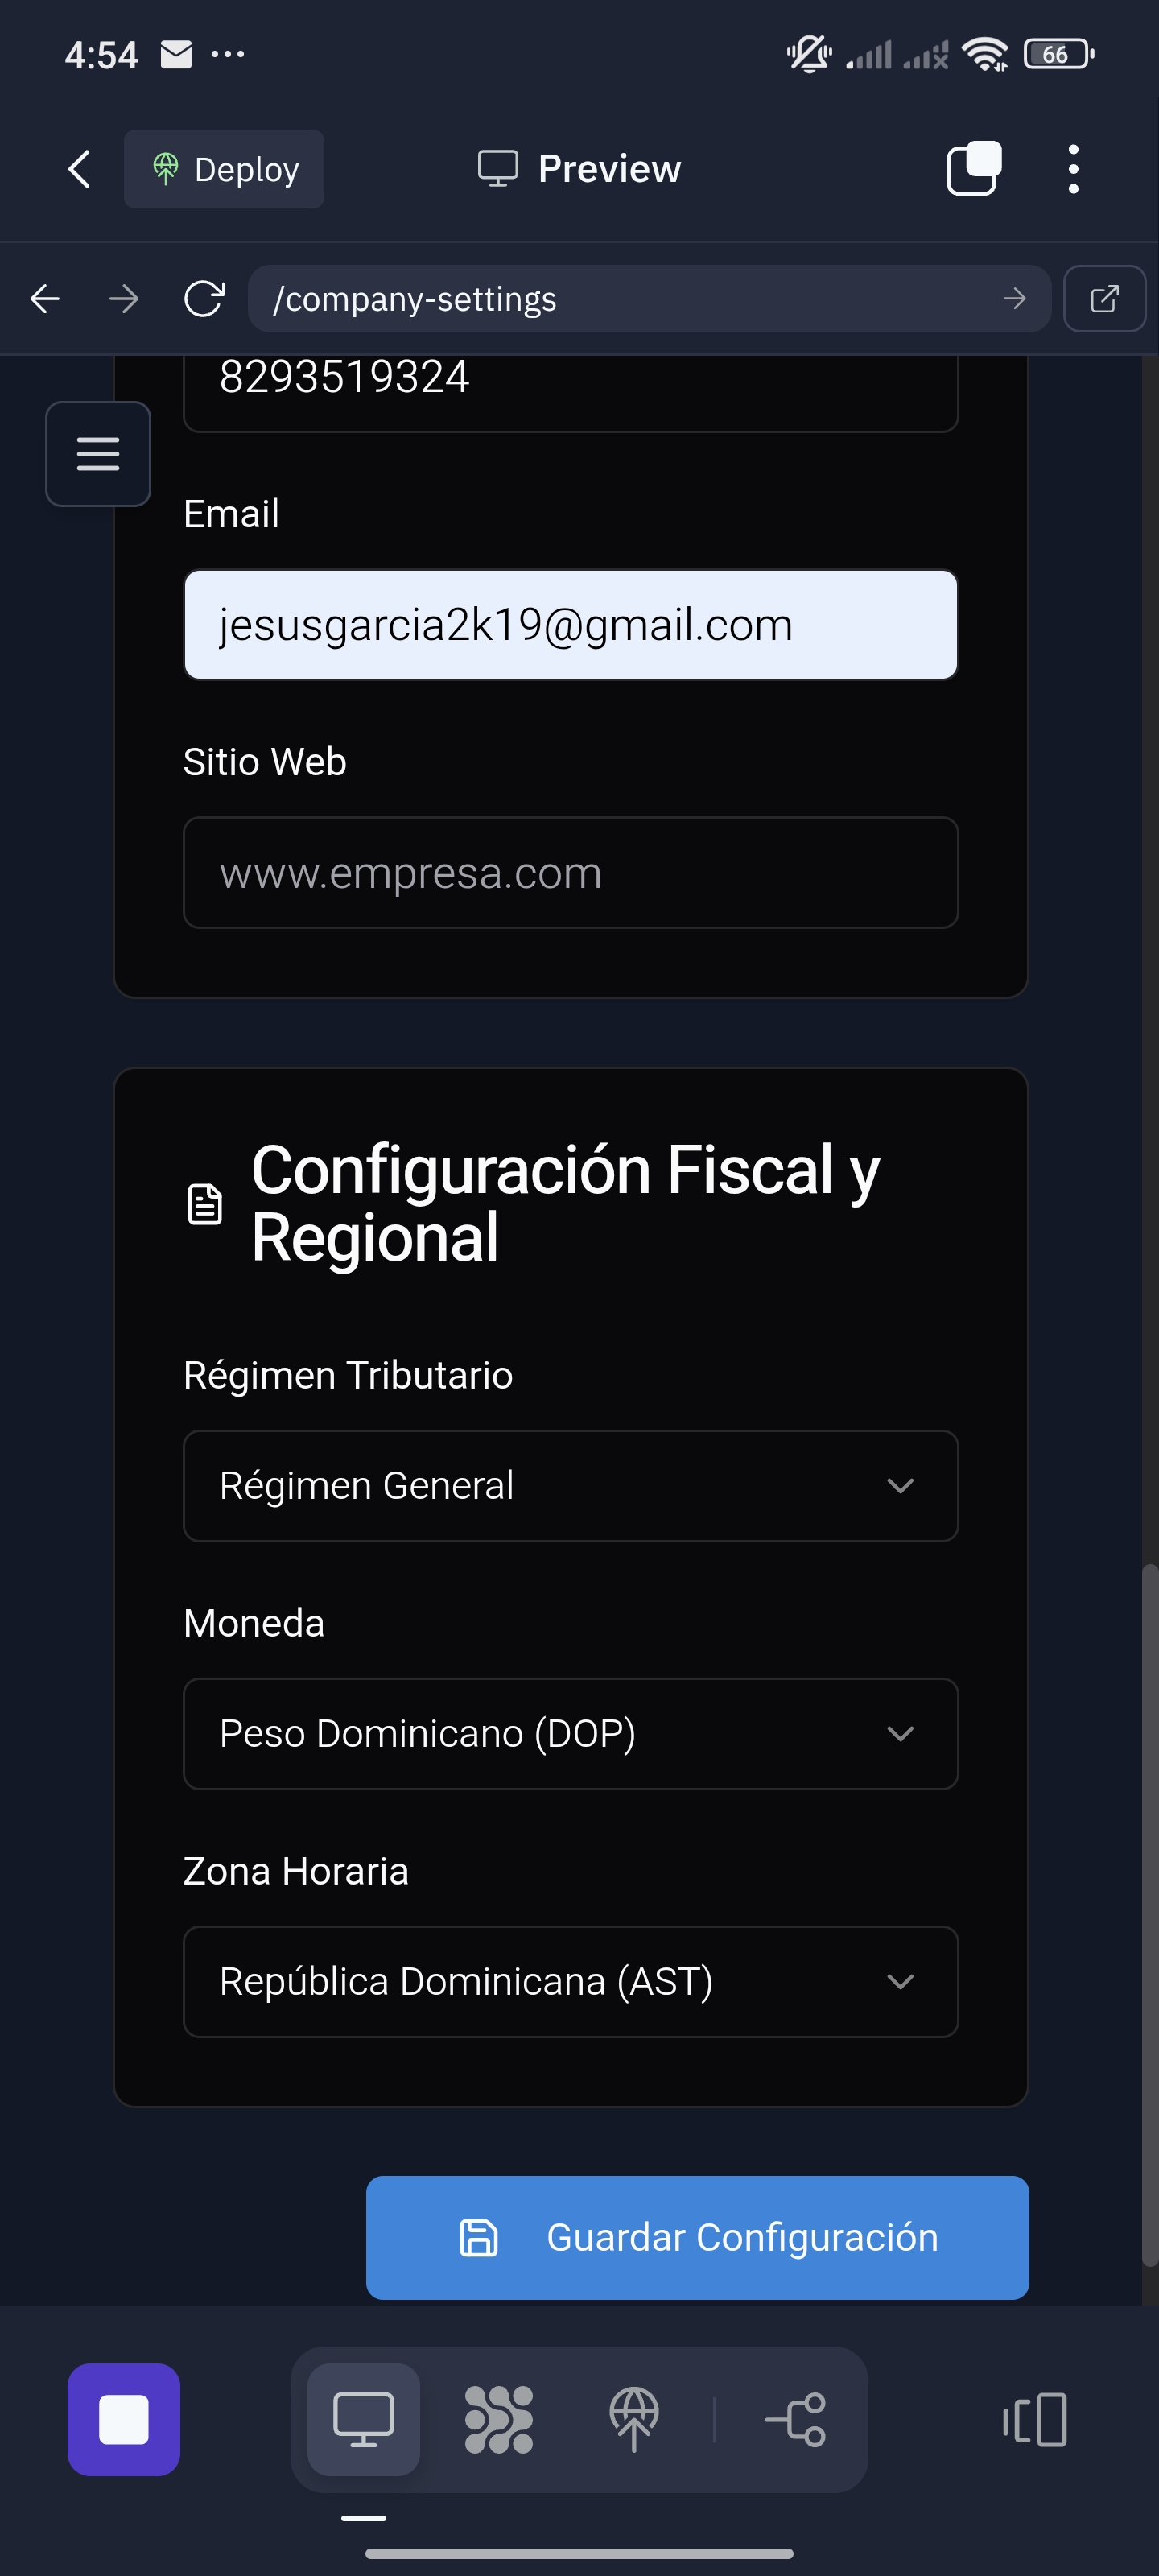 4:54
66
Deploy
Preview
/company-settings
8293519324
Email
jesusgarcia2k19@gmail.com
Sitio Web
www.empresa.com
Configuración Fiscal y
Regional
Régimen Tributario
Régimen General
Moneda
Peso Dominicano (DOP)
Zona Horaria
República Dominicana (AST)
Guardar Configuración